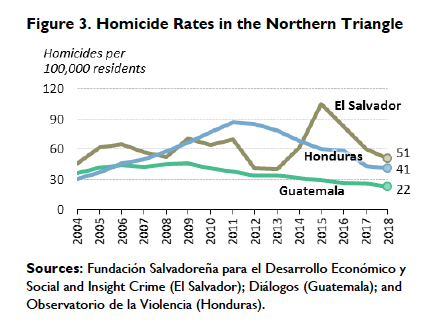 Figure 3. Homicide Rates in the Northern Triangle
Homicides per
100,000 residents
120
90
60
30
0
El Salvador
Honduras
Guatemala
51
41
22
2004
2005
2006
2007
2008
2009
2010
2011
2012
2013
2014
2015
2016
2017
2018
Sources: Fundación Salvadoreña para el Desarrollo Económico y
Social and Insight Crime (El Salvador); Diálogos (Guatemala); and
Observatorio de la Violencia (Honduras).